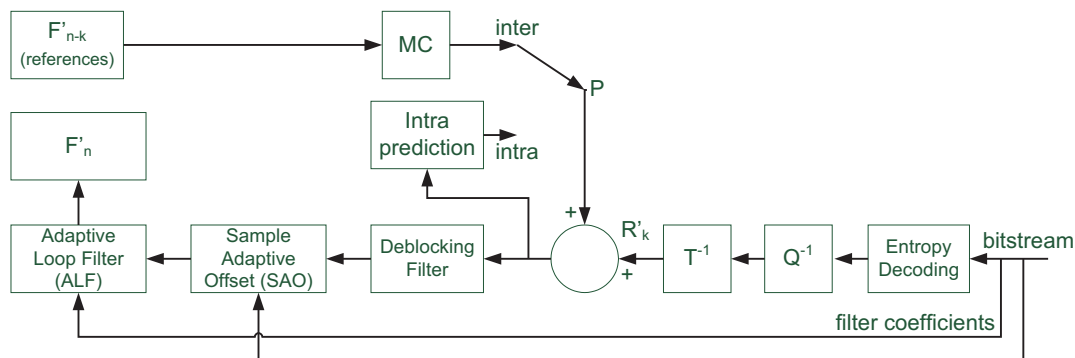 F'n-k
(references)
MC
inter
P
F'n
Intra
prediction
intra
+
R'k
+
Adaptive
Loop Filter
(ALF)
Sample
Adaptive
Offset (SAO)
Deblocking
Filter
T-1
Q-1
Entropy
Decoding
bitstream
filter coefficients